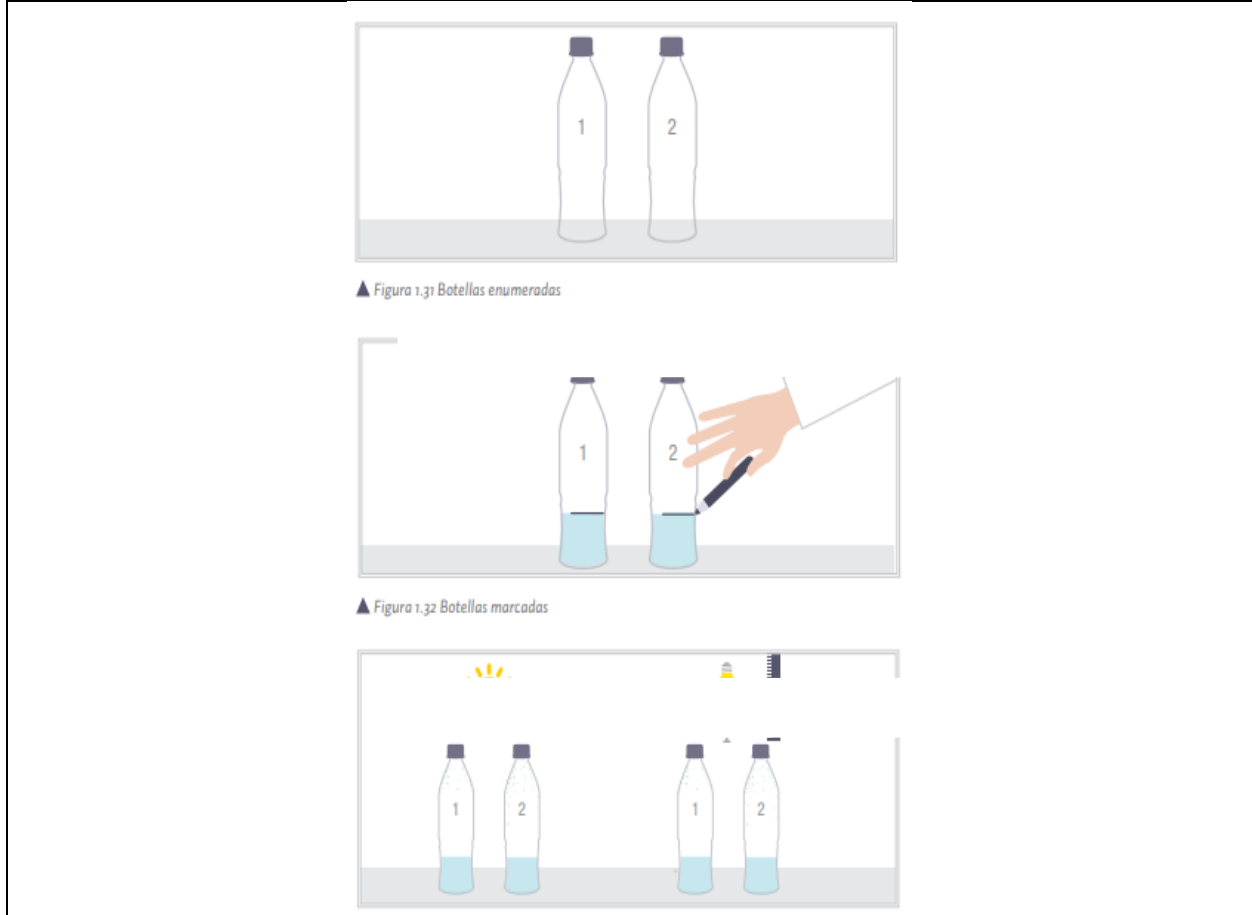 1 2
▲ Figura 1.31 Botellas enumeradas
1 2
▲ Figura 1.32 Botellas marcadas
1 2 1 2